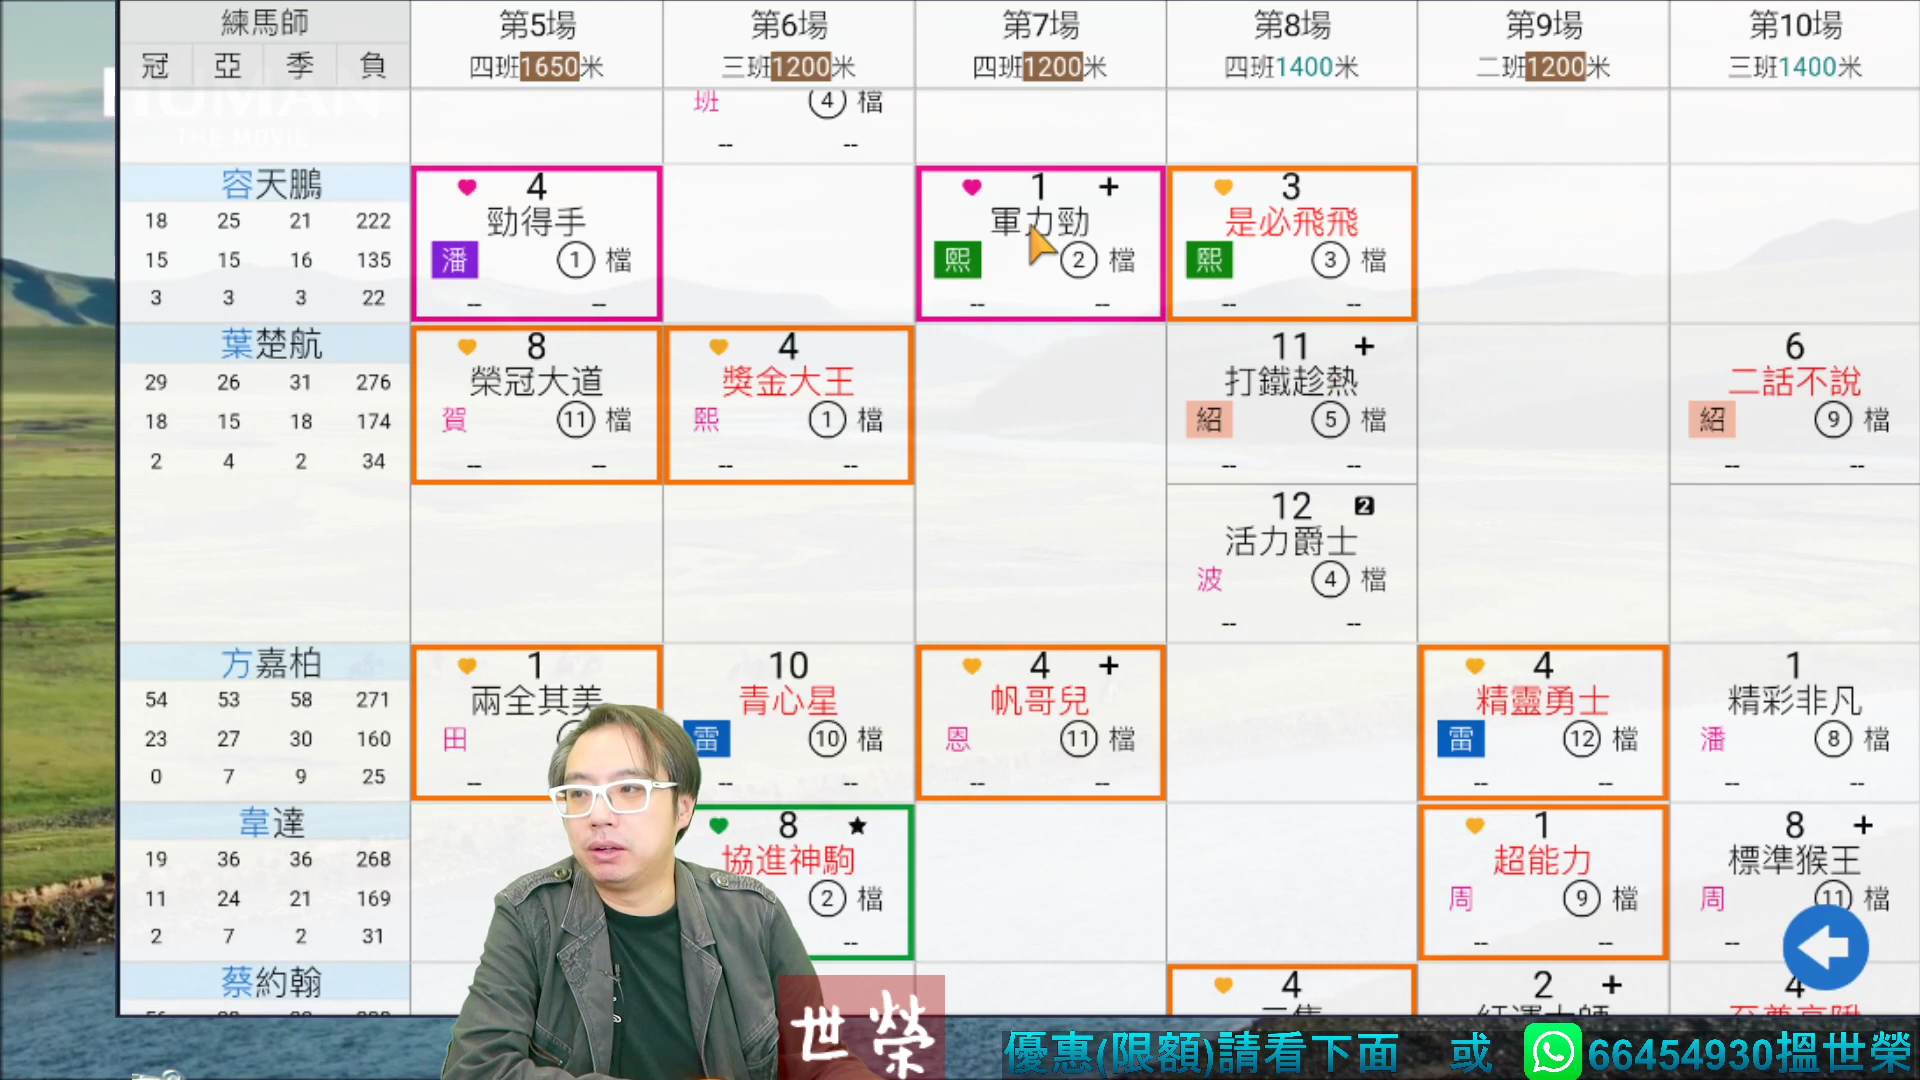 練馬師
冠 亞 季 負
第5場 四班1650米
第6場 三班1200米
第7場 四班1200米
第8場 四班1400米
第9場 二班1200米
第10場 三班1400米
HUMAN
THE MOVIE
班 4 檔
-- --
容天鵬
18 25 21 222
15 15 16 135
3 3 3 22
♥ 4
勁得手
潘 1 檔
-- --
♥ 1 +
軍力勁
熙 2 檔
-- --
♥ 3
是必飛飛
熙 3 檔
-- --
葉楚航
29 26 31 276
18 15 18 174
2 4 2 34
♥ 8
榮冠大道
賀 11 檔
-- --
♥ 4
獎金大王
熙 1 檔
-- --
11 +
打鐵趁熱
紹 5 檔
-- --
6
二話不說
紹 9 檔
-- --
12 2
活力爵士
波 4 檔
-- --
方嘉柏
54 53 58 271
23 27 30 160
0 7 9 25
♥ 1
兩全其美
田
--
10
青心星
雷 10 檔
-- --
♥ 4 +
帆哥兒
恩 11 檔
-- --
♥ 4
精靈勇士
雷 12 檔
-- --
1
精彩非凡
潘 8 檔
-- --
韋達
19 36 36 268
11 24 21 169
2 7 2 31
♥ 8 ★
協進神駒
2 檔
--
♥ 1
超能力
周 9 檔
-- --
8 +
標準猴王
周 11 檔
--
蔡約翰
♥ 4
2 +
4
世榮
優惠(限額)請看下面 或 66454930搵世榮